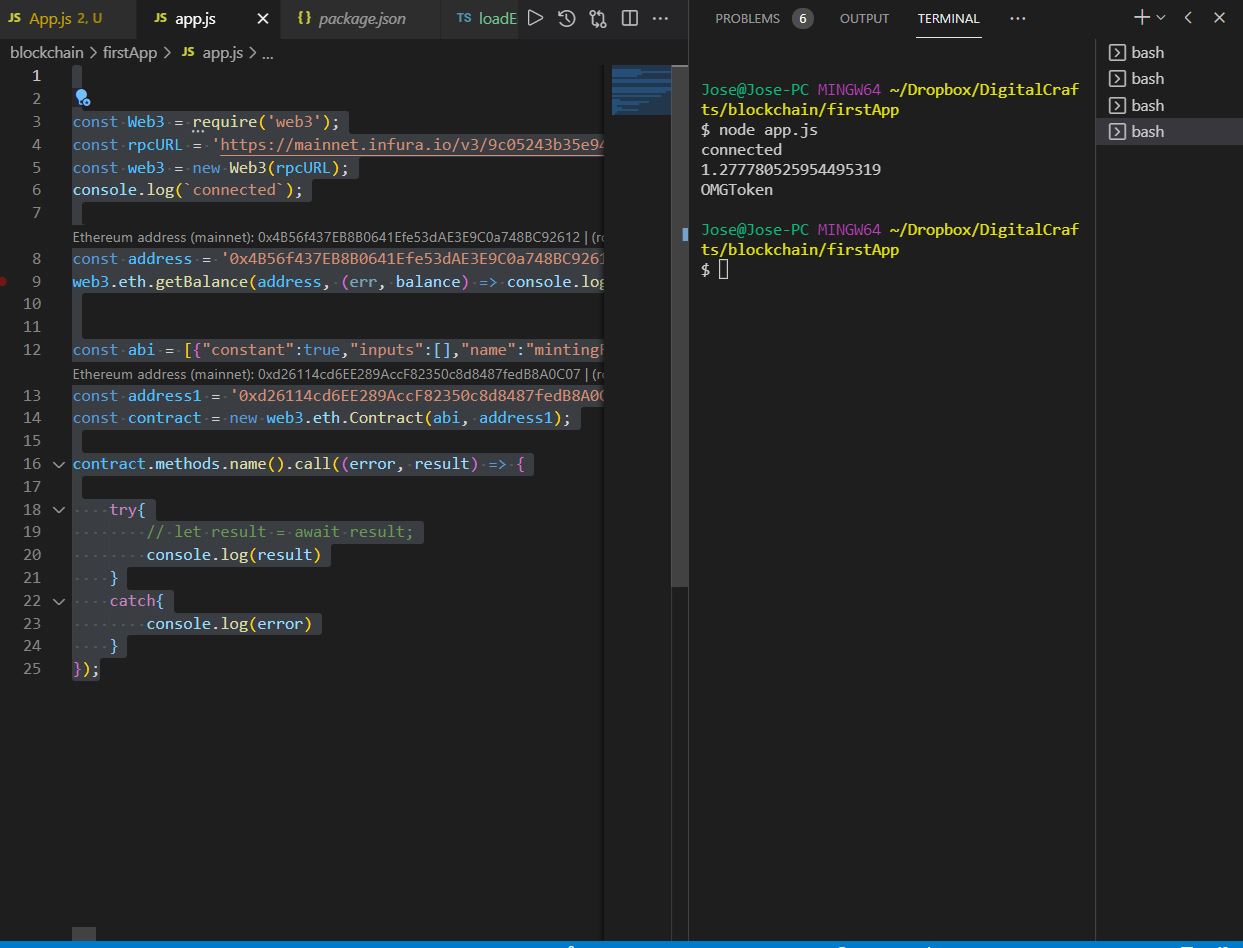 JS App.js 2, U
JS app.js
{} package.json
TS loadE
PROBLEMS 6
OUTPUT
TERMINAL
blockchain > firstApp > JS app.js > ...
1
2
3 const Web3 = require('web3');
4 const rpcURL = 'https://mainnet.infura.io/v3/9c05243b35e94
5 const web3 = new Web3(rpcURL);
6 console.log(`connected`);
7
Ethereum address (mainnet): 0x4B56f437EB8B0641Efe53dAE3E9C0a748BC92612 | (ro
8 const address = '0x4B56f437EB8B0641Efe53dAE3E9C0a748BC9261
9 web3.eth.getBalance(address, (err, balance) => console.log
10
11
12 const abi = [{"constant":true,"inputs":[],"name":"mintingF
Ethereum address (mainnet): 0xd26114cd6EE289AccF82350c8d8487fedB8A0C07 | (ro
13 const address1 = '0xd26114cd6EE289AccF82350c8d8487fedB8A0C
14 const contract = new web3.eth.Contract(abi, address1);
15
16 contract.methods.name().call((error, result) => {
17
18 try{
19 // let result = await result;
20 console.log(result)
21 }
22 catch{
23 console.log(error)
24 }
25 });
Jose@Jose-PC MINGW64 ~/Dropbox/DigitalCraf
ts/blockchain/firstApp
$ node app.js
connected
1.277780525954495319
OMGToken
Jose@Jose-PC MINGW64 ~/Dropbox/DigitalCraf
ts/blockchain/firstApp
$
bash
bash
bash
bash